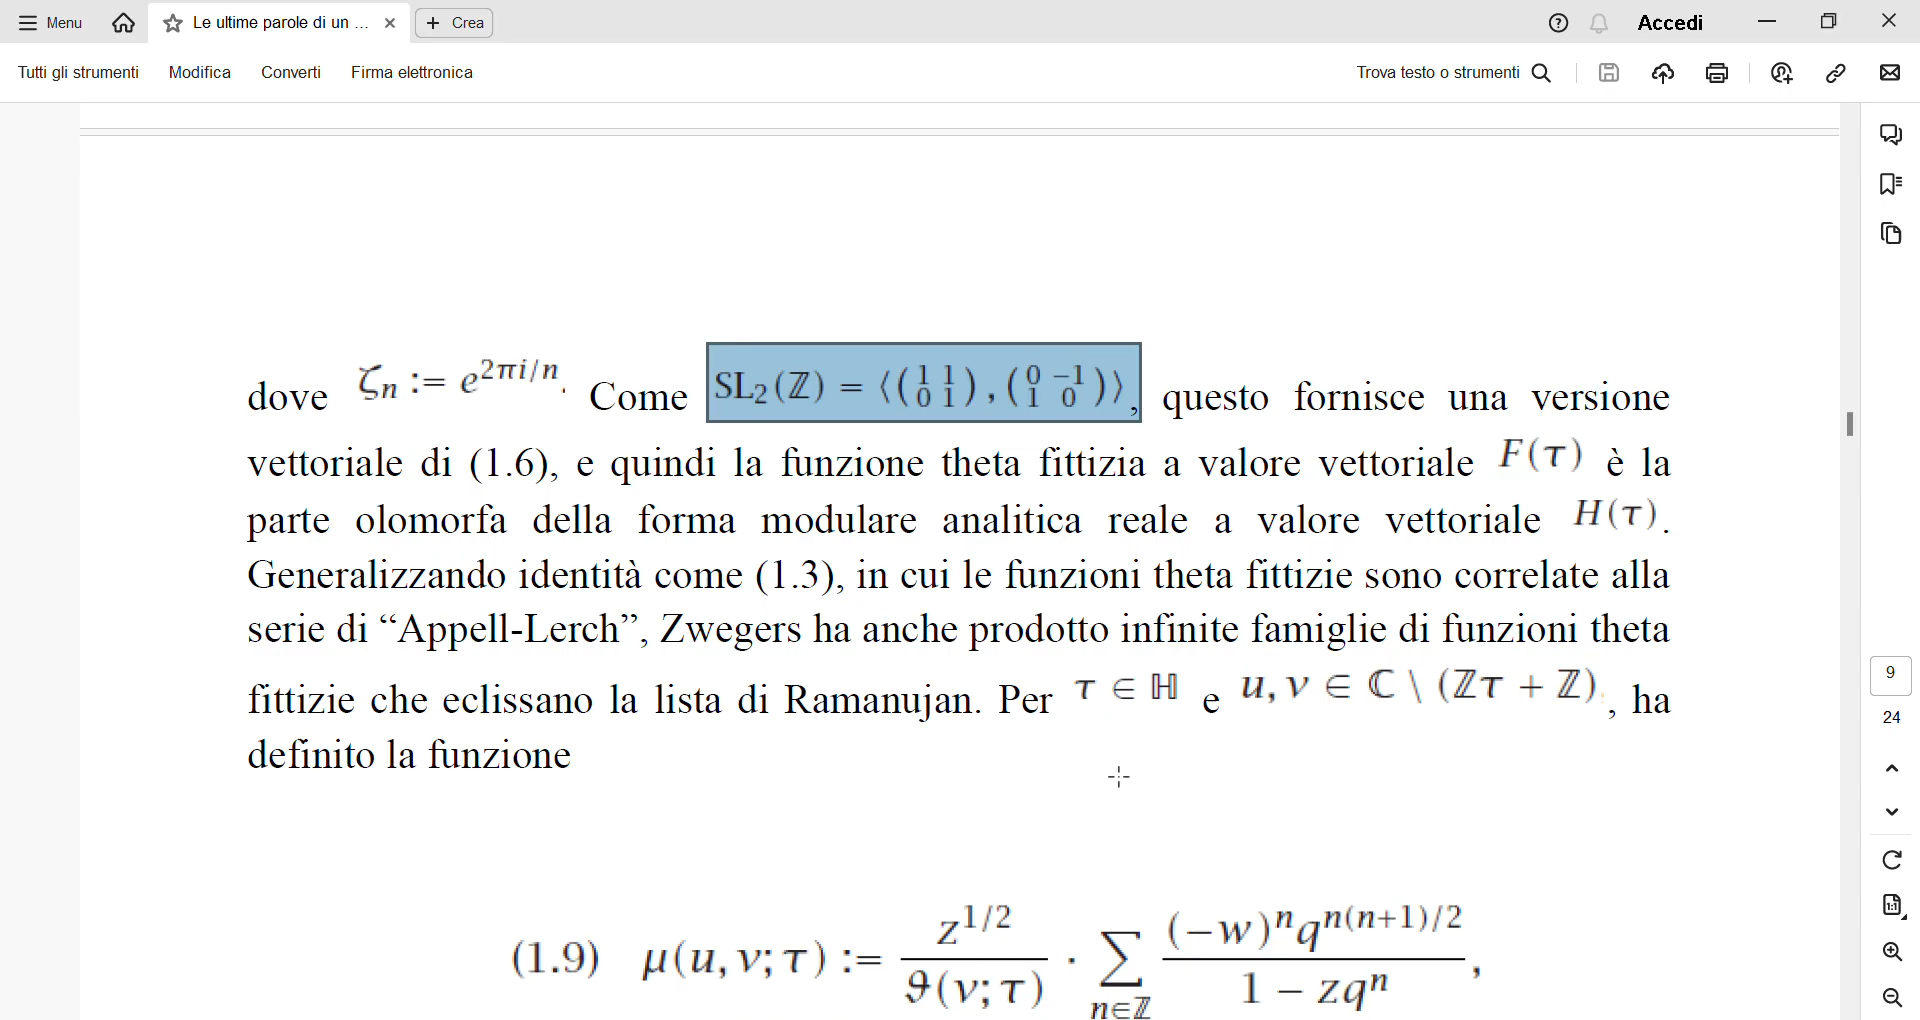 Menu Le ultime parole di un ... Crea Accedi
Tutti gli strumenti Modifica Converti Firma elettronica Trova testo o strumenti
dove ζₙ := e^{2πi/n}. Come SL₂(ℤ) = ⟨(1 1 0 1), (0 −1 1 0)⟩, questo fornisce una versione
vettoriale di (1.6), e quindi la funzione theta fittizia a valore vettoriale F(τ) è la
parte olomorfa della forma modulare analitica reale a valore vettoriale H(τ).
Generalizzando identità come (1.3), in cui le funzioni theta fittizie sono correlate alla
serie di “Appell-Lerch”, Zwegers ha anche prodotto infinite famiglie di funzioni theta
fittizie che eclissano la lista di Ramanujan. Per τ ∈ ℍ e u, v ∈ ℂ \ (ℤτ + ℤ), , ha
definito la funzione
(1.9) μ(u, v; τ) := z^{1/2} / ϑ(v; τ) · ∑_{n∈ℤ} (−w)^n q^{n(n+1)/2} / 1 − zq^n ,
9
24
1:1